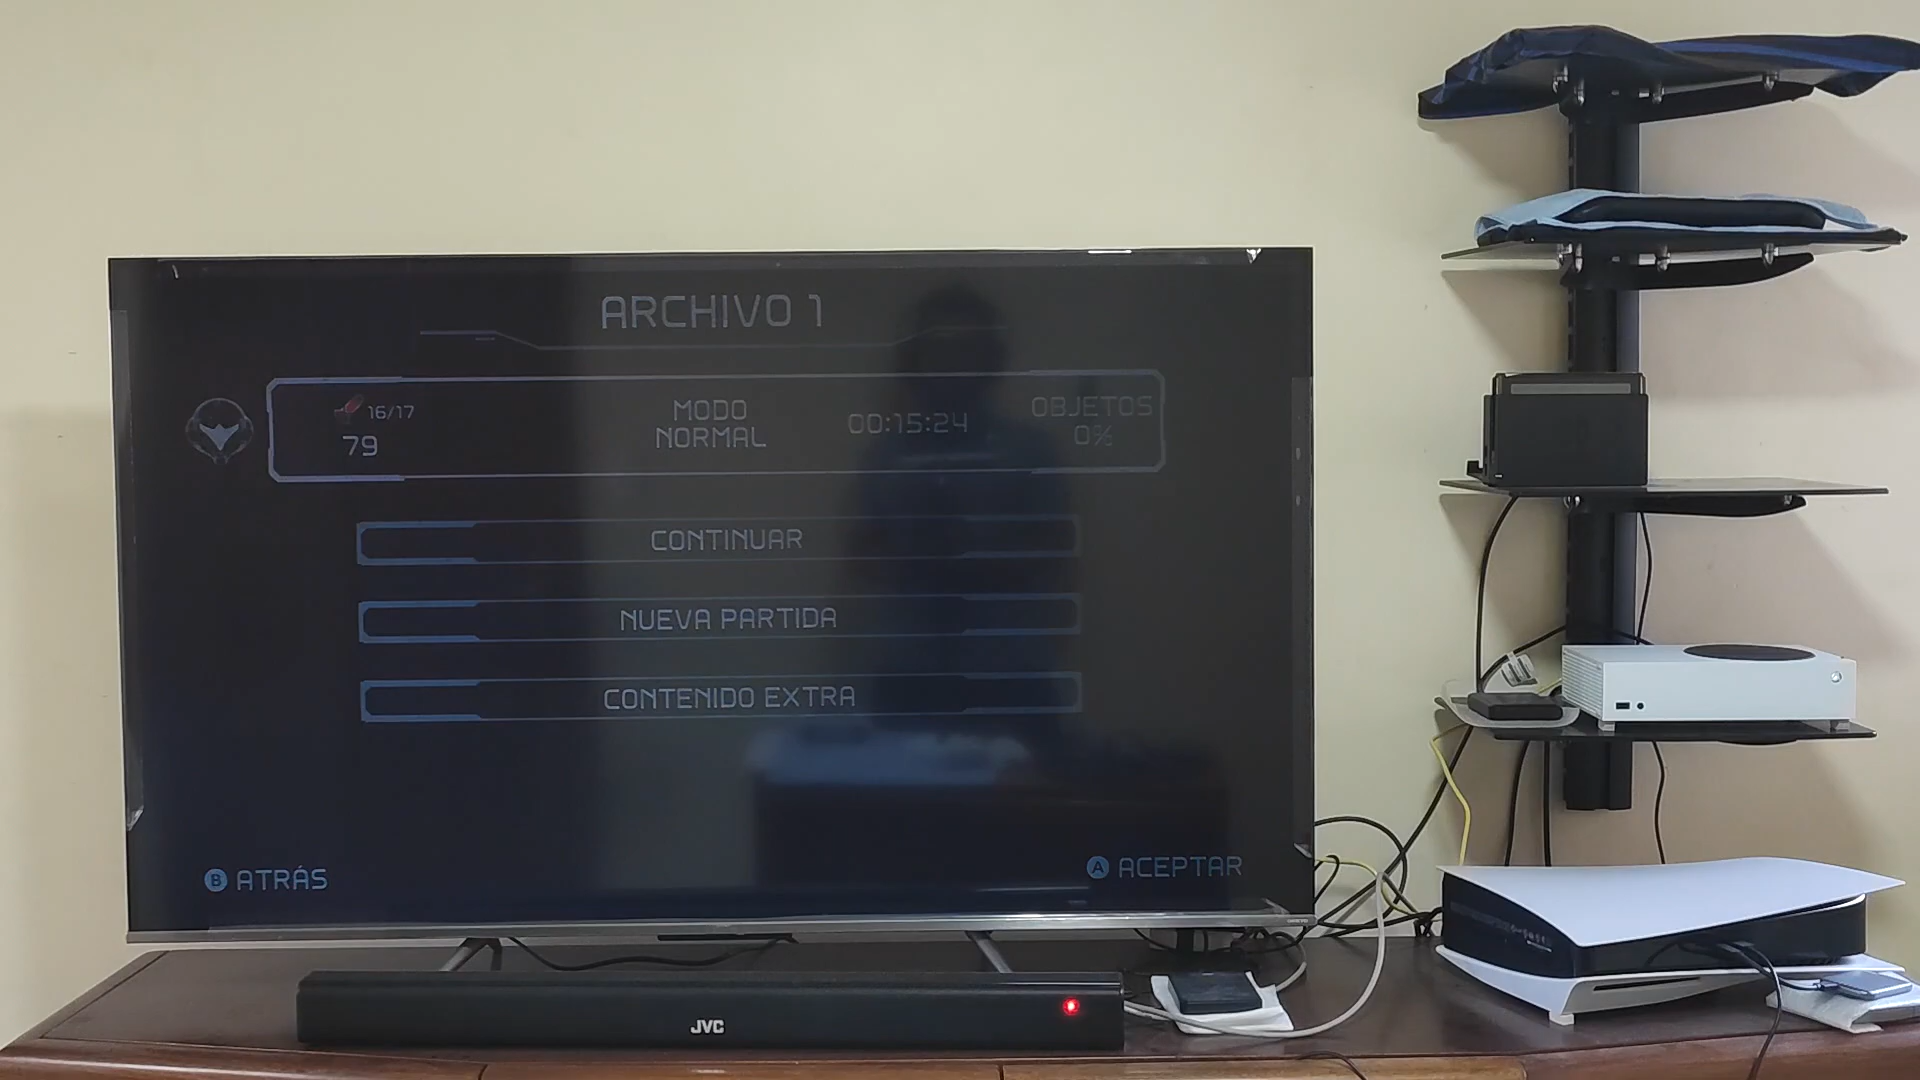 ARCHIVO 1
16/17
79
MODO
NORMAL
00:15:24
OBJETOS
0%
CONTINUAR
NUEVA PARTIDA
CONTENIDO EXTRA
B ATRÁS
A ACEPTAR
JVC